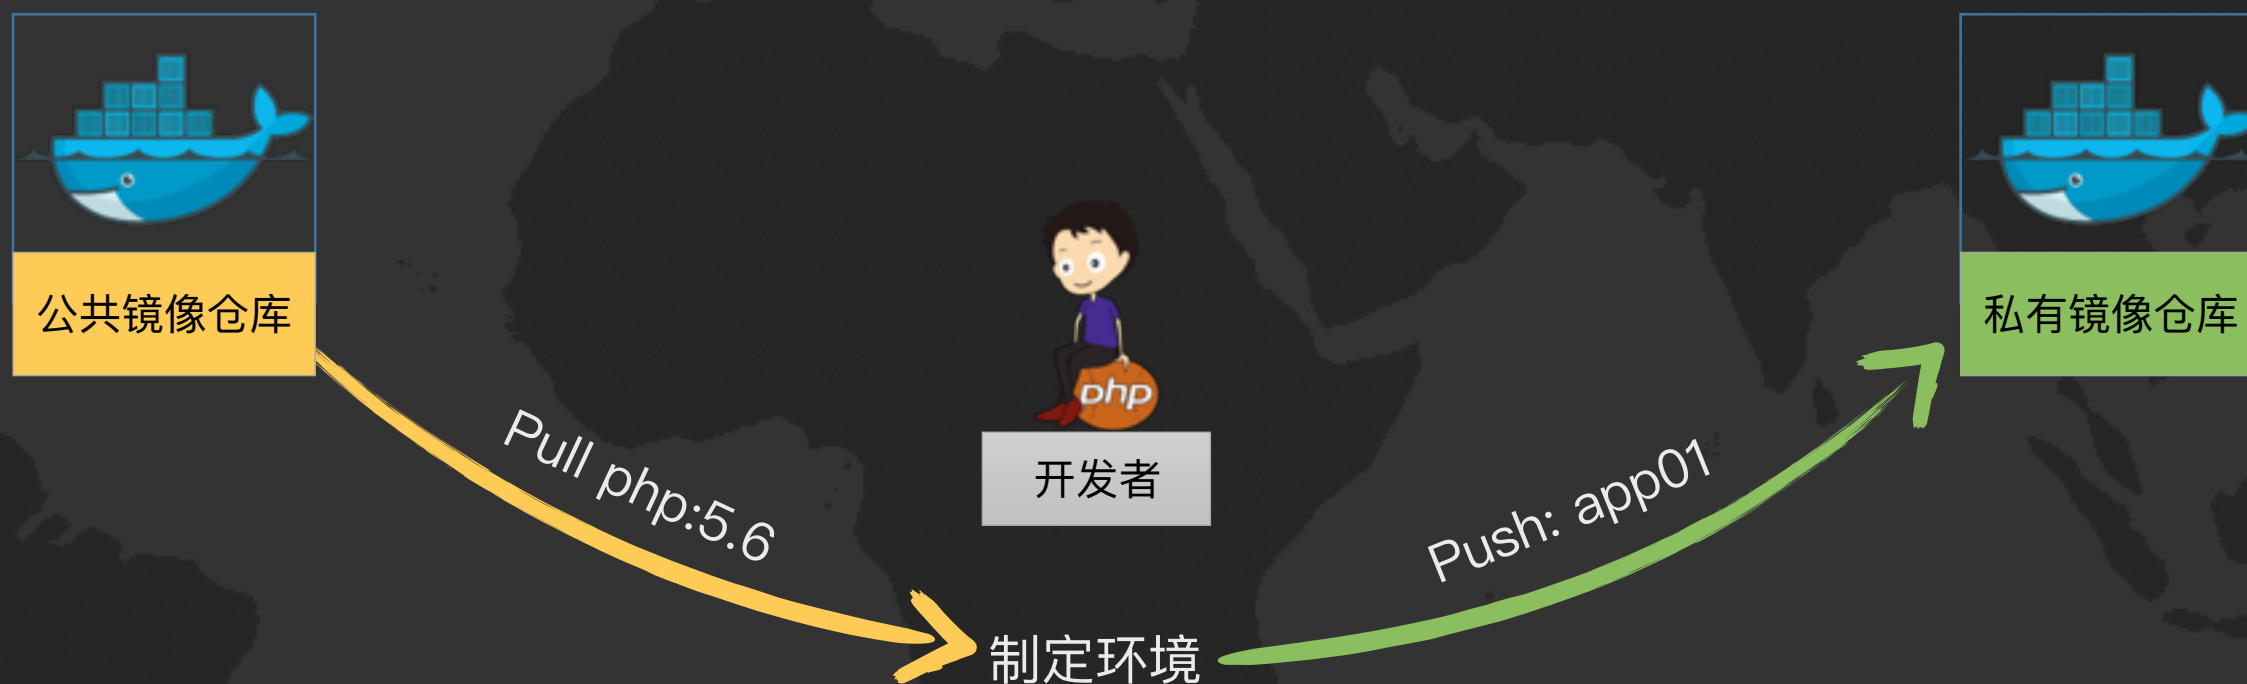 公共镜像仓库
私有镜像仓库
php
开发者
Pull php:5.6
Push: app01
制定环境